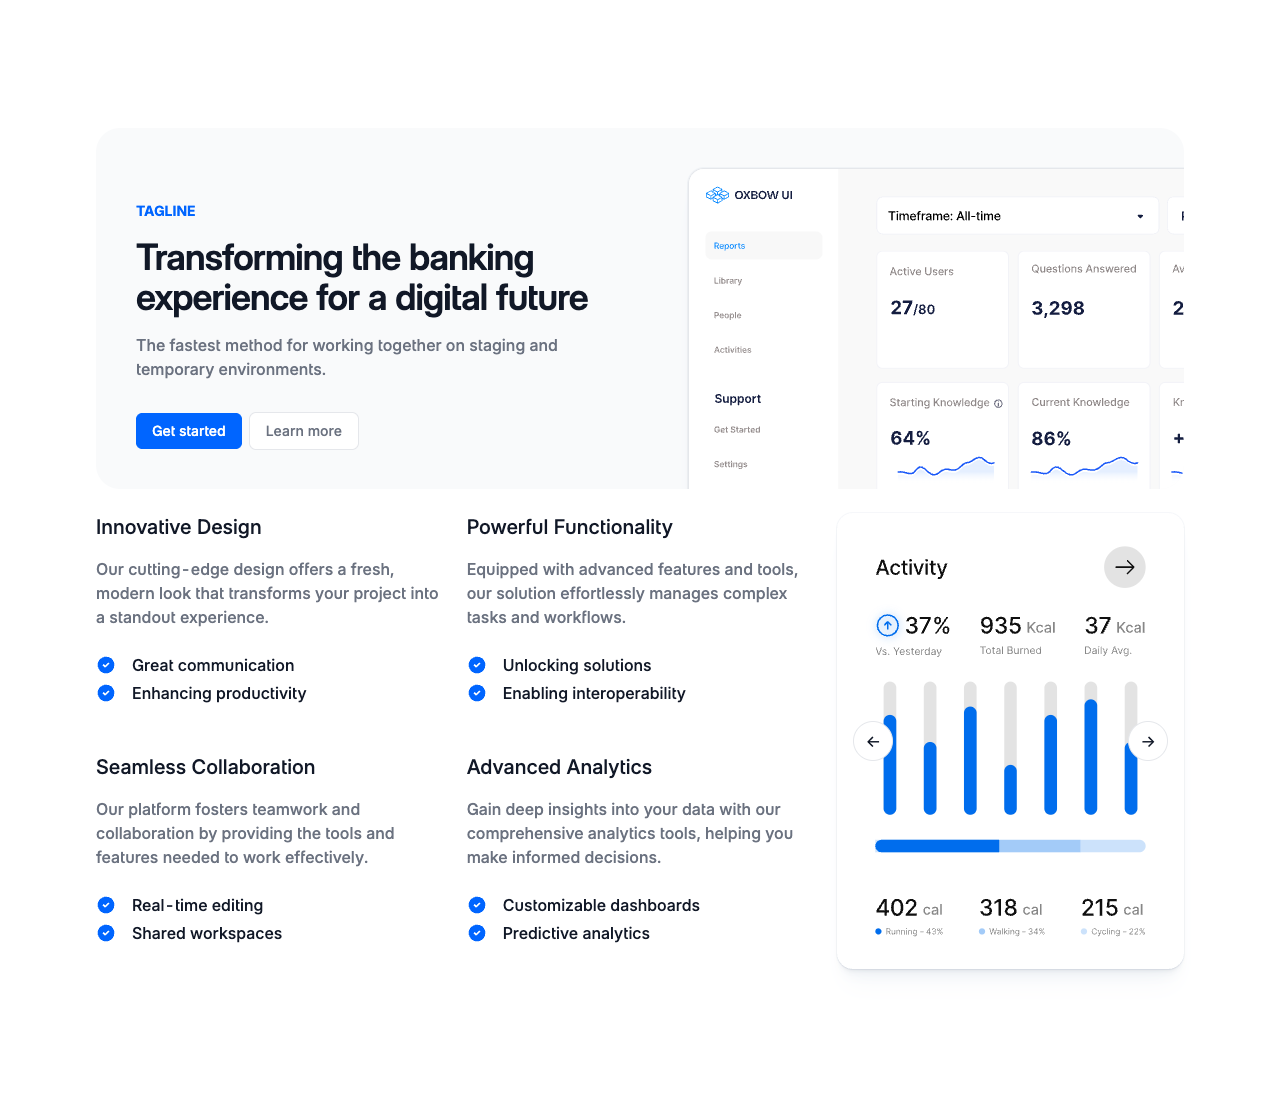 TAGLINE
Transforming the banking
experience for a digital future
The fastest method for working together on staging and
temporary environments.
Get started
Learn more
OXBOW UI
Reports
Library
People
Activities
Support
Get Started
Settings
Timeframe: All-time
Active Users
27/80
Questions Answered
3,298
Av
2
Starting Knowledge
64%
Current Knowledge
86%
Kr
+
Innovative Design
Our cutting-edge design offers a fresh,
modern look that transforms your project into
a standout experience.
Great communication
Enhancing productivity
Powerful Functionality
Equipped with advanced features and tools,
our solution effortlessly manages complex
tasks and workflows.
Unlocking solutions
Enabling interoperability
Seamless Collaboration
Our platform fosters teamwork and
collaboration by providing the tools and
features needed to work effectively.
Real-time editing
Shared workspaces
Advanced Analytics
Gain deep insights into your data with our
comprehensive analytics tools, helping you
make informed decisions.
Customizable dashboards
Predictive analytics
Activity
37%
Vs. Yesterday
935 Kcal
Total Burned
37 Kcal
Daily Avg.
402 cal
Running - 43%
318 cal
Walking - 34%
215 cal
Cycling - 22%